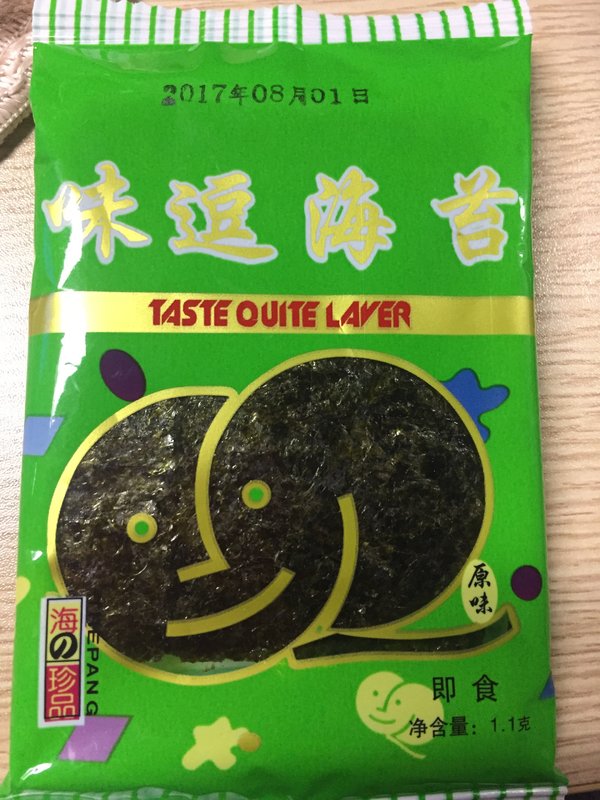 2017年08月01日
味逗海苔
TASTE QUITE LAVER
原味
海の珍品
EPANG
即食
净含量：1.1克